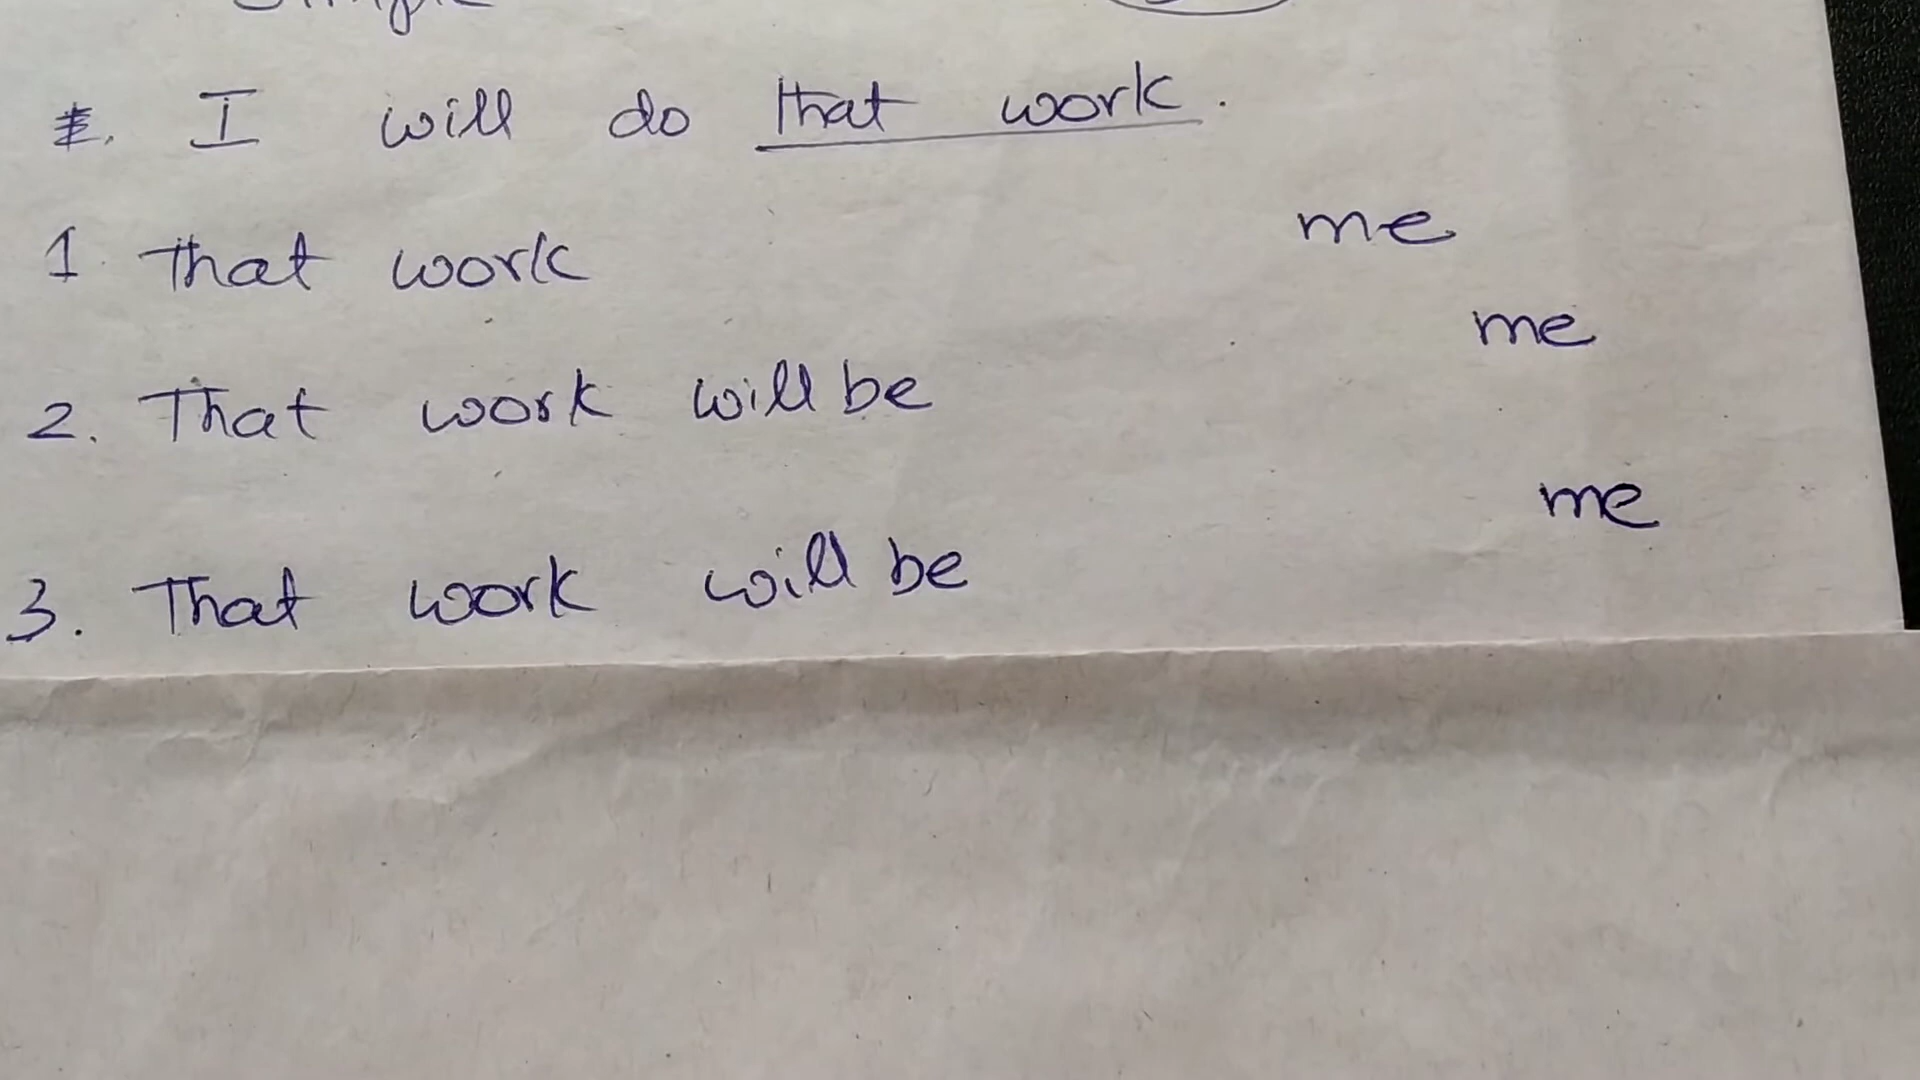 I will do that work.
1. That work me
2. That work will be me
3. That work will be me